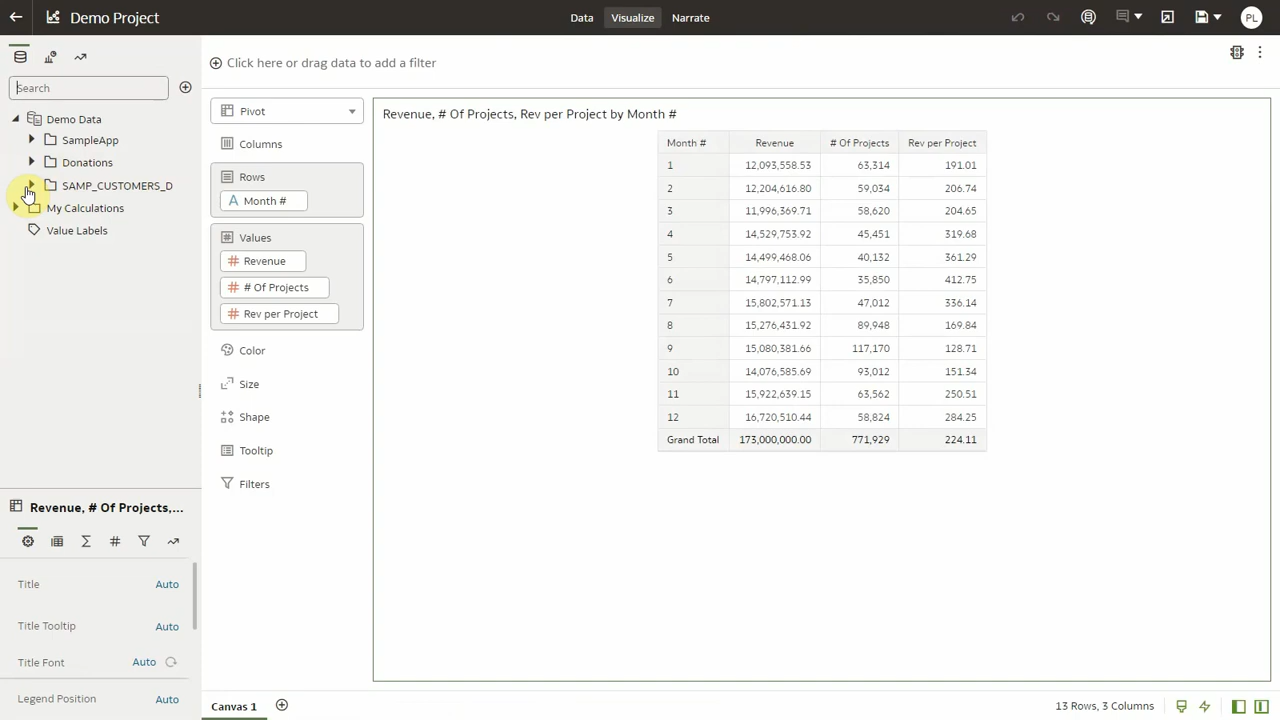 Demo Project
Data
Visualize
Narrate
PL
Search
Demo Data
SampleApp
Donations
SAMP_CUSTOMERS_D
My Calculations
Value Labels
Click here or drag data to add a filter
Pivot
Columns
Rows
A Month #
Values
# Revenue
# # Of Projects
# Rev per Project
Color
Size
Shape
Tooltip
Filters
Revenue, # Of Projects, Rev per Project by Month #
Month # Revenue # Of Projects Rev per Project
1 12,093,558.53 63,314 191.01
2 12,204,616.80 59,034 206.74
3 11,996,369.71 58,620 204.65
4 14,529,753.92 45,451 319.68
5 14,499,468.06 40,132 361.29
6 14,797,112.99 35,850 412.75
7 15,802,571.13 47,012 336.14
8 15,276,431.92 89,948 169.84
9 15,080,381.66 117,170 128.71
10 14,076,585.69 93,012 151.34
11 15,922,639.15 63,562 250.51
12 16,720,510.44 58,824 284.25
Grand Total 173,000,000.00 771,929 224.11
Revenue, # Of Projects,...
Title Auto
Title Tooltip Auto
Title Font Auto
Legend Position Auto
Canvas 1
13 Rows, 3 Columns